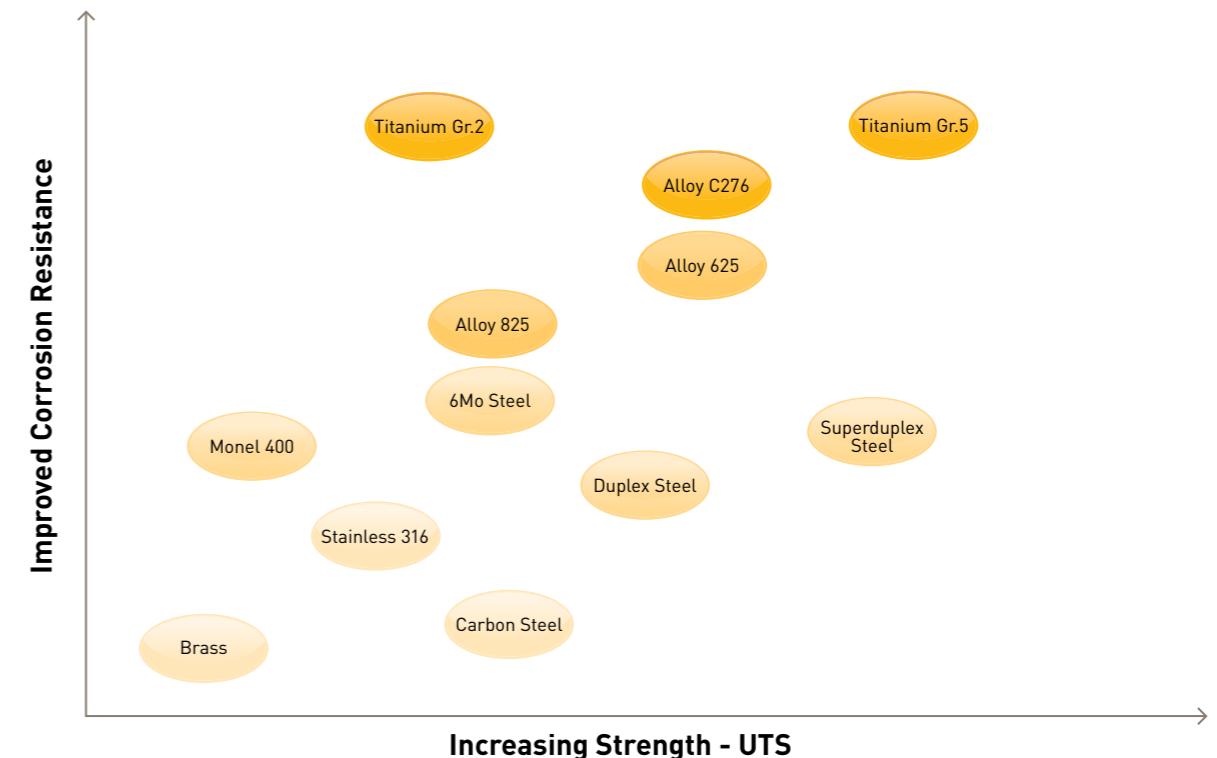 Improved Corrosion Resistance
Titanium Gr.2
Titanium Gr.5
Alloy C276
Alloy 625
Alloy 825
6Mo Steel
Superduplex
Steel
Monel 400
Duplex Steel
Stainless 316
Carbon Steel
Brass
Increasing Strength - UTS